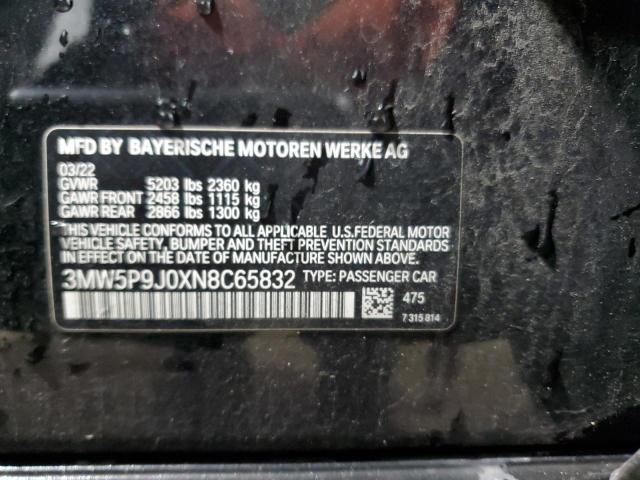 MFD BY BAYERISCHE MOTOREN WERKE AG
03/22
GVWR 5203 lbs 2360 kg
GAWR FRONT 2458 lbs 1115 kg
GAWR REAR 2866 lbs 1300 kg
THIS VEHICLE CONFORMS TO ALL APPLICABLE U.S.FEDERAL MOTOR
VEHICLE SAFETY, BUMPER AND THEFT PREVENTION STANDARDS
IN EFFECT ON THE DATE OF MANUFACTURE SHOWN ABOVE.
3MW5P9J0XN8C65832 TYPE: PASSENGER CAR
475
7 315 814